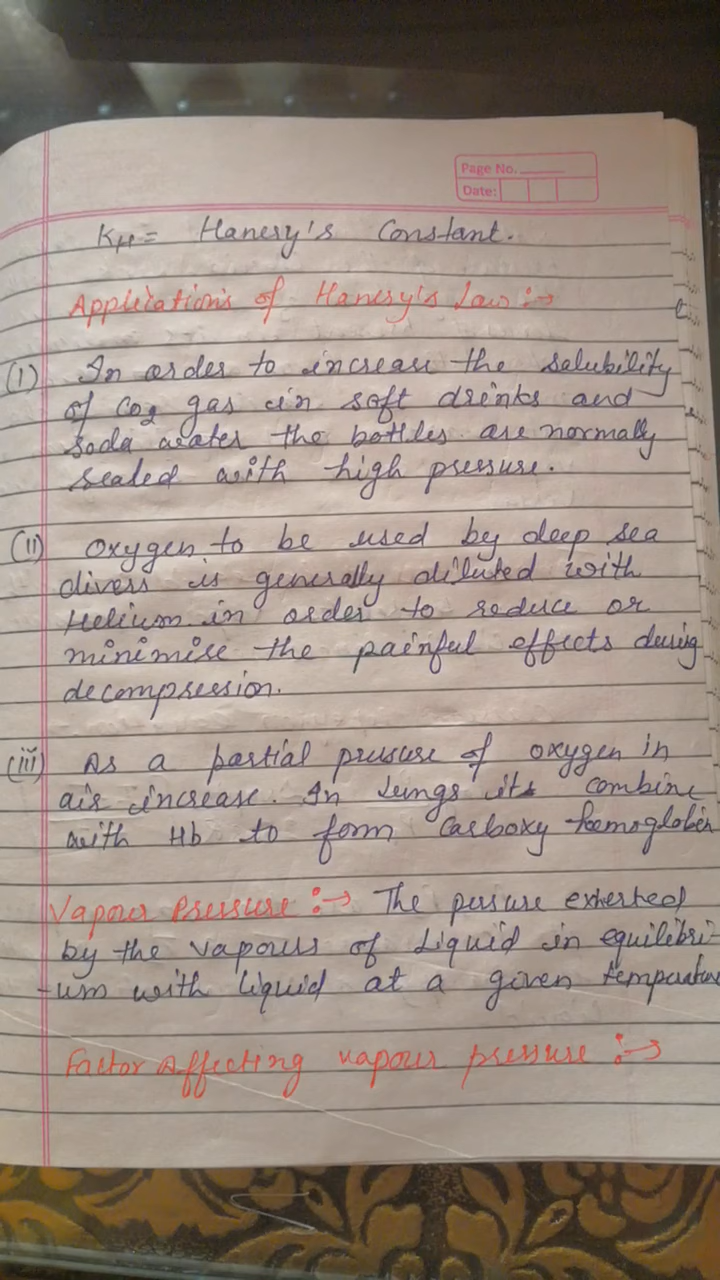 Page No.
Date:
KH = Hanery's Constant.
Applications of Hanery's Law :→
(i) In order to increase the solubility
of CO2 gas in soft drinks and
soda water the bottles are normally
sealed with high pressure.
(ii) Oxygen to be used by deep sea
divers is generally diluted with
Helium in order to reduce or
minimise the painful effects during
decompression.
(iii) As a partial pressure of oxygen in
air increase. In lungs its combine
with Hb to form Carboxy haemoglobin
Vapour Pressure :→ The perssure exterted
by the vapours of liquid in equilibri-
-um with liquid at a given temperature
Factor affecting vapour pressure :→